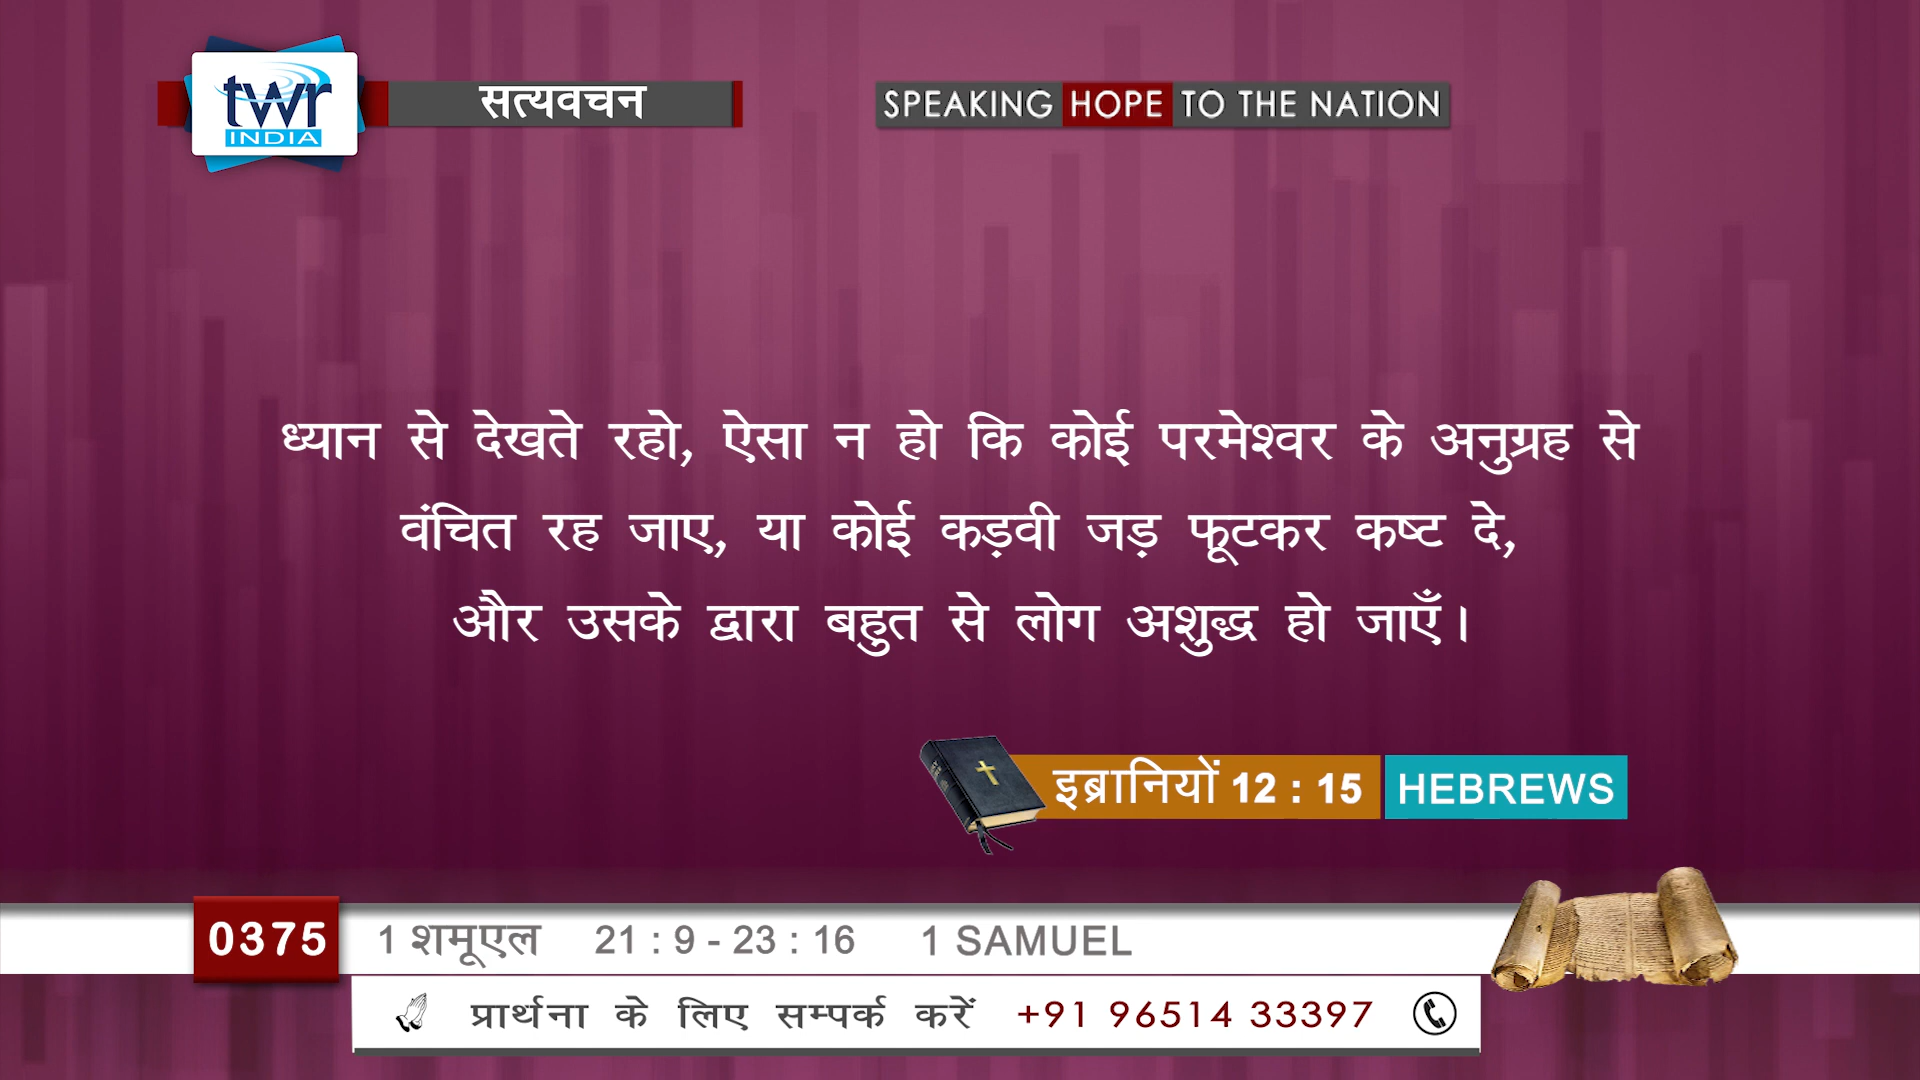 twr
INDIA
सत्यवचन
SPEAKING HOPE TO THE NATION
ध्यान से देखते रहो, ऐसा न हो कि कोई परमेश्वर के अनुग्रह से
वंचित रह जाए, या कोई कड़वी जड़ फूटकर कष्ट दे,
और उसके द्वारा बहुत से लोग अशुद्ध हो जाएँ।
इब्रानियों 12 : 15 HEBREWS
0375 1 शमूएल 21 : 9 - 23 : 16 1 SAMUEL
प्रार्थना के लिए सम्पर्क करें +91 96514 33397